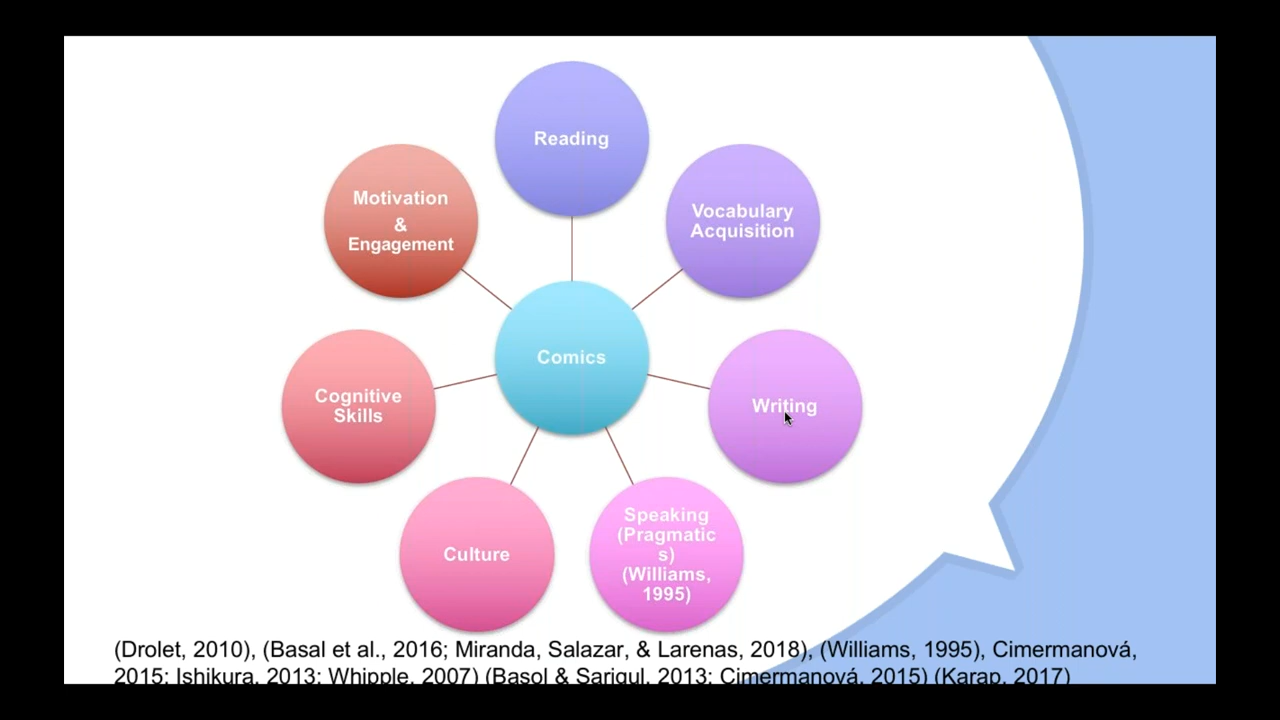 Reading
Motivation
&
Engagement
Vocabulary
Acquisition
Comics
Cognitive
Skills
Writing
Culture
Speaking
(Pragmatic
s)
(Williams,
1995)
(Drolet, 2010), (Basal et al., 2016; Miranda, Salazar, & Larenas, 2018), (Williams, 1995), Cimermanová,
2015; Ishikura, 2013; Whipple, 2007) (Basol & Sarigul, 2013; Cimermanová, 2015) (Karap, 2017)